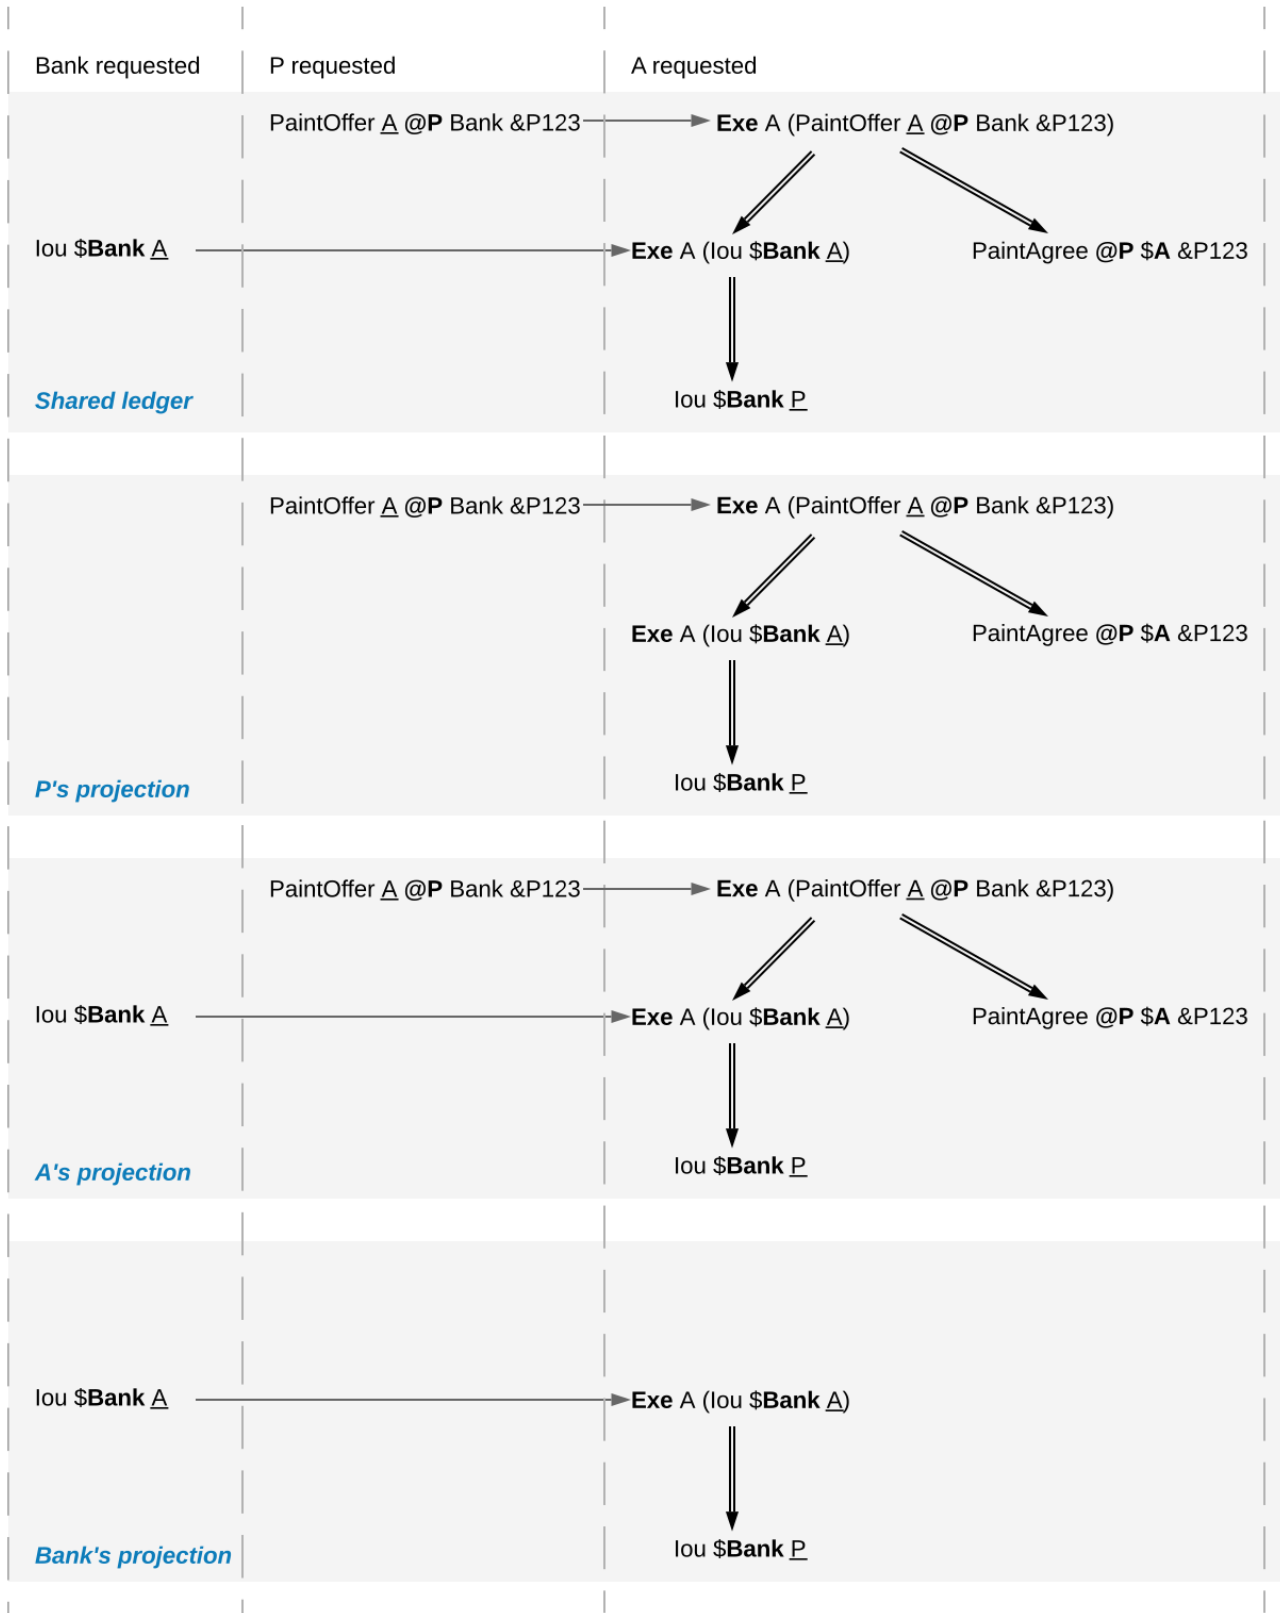 Bank requested
P requested
A requested
PaintOffer A @P Bank &P123
Exe A (PaintOffer A @P Bank &P123)
Iou $Bank A
Exe A (Iou $Bank A)
PaintAgree @P $A &P123
Iou $Bank P
Shared ledger
PaintOffer A @P Bank &P123
Exe A (PaintOffer A @P Bank &P123)
Exe A (Iou $Bank A)
PaintAgree @P $A &P123
Iou $Bank P
P's projection
PaintOffer A @P Bank &P123
Exe A (PaintOffer A @P Bank &P123)
Iou $Bank A
Exe A (Iou $Bank A)
PaintAgree @P $A &P123
Iou $Bank P
A's projection
Iou $Bank A
Exe A (Iou $Bank A)
Iou $Bank P
Bank's projection